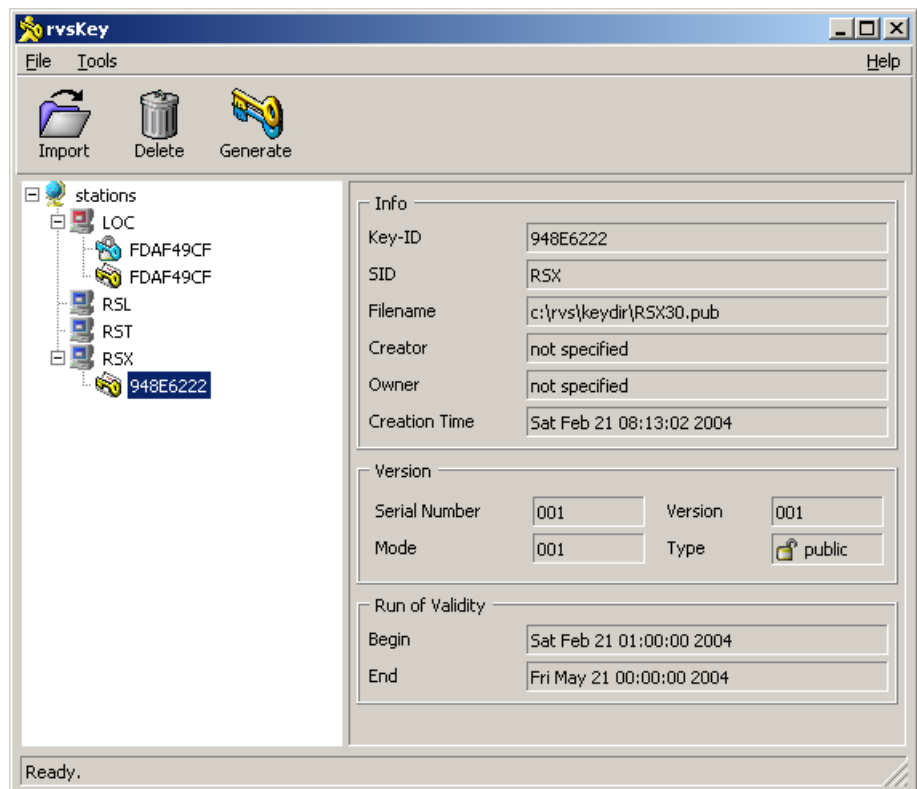 rvsKey
File Tools Help
Import Delete Generate
stations
LOC
FDAF49CF
FDAF49CF
RSL
RST
RSX
948E6222
Info
Key-ID 948E6222
SID RSX
Filename c:\rvs\keydir\RSX30.pub
Creator not specified
Owner not specified
Creation Time Sat Feb 21 08:13:02 2004
Version
Serial Number 001 Version 001
Mode 001 Type public
Run of Validity
Begin Sat Feb 21 01:00:00 2004
End Fri May 21 00:00:00 2004
Ready.